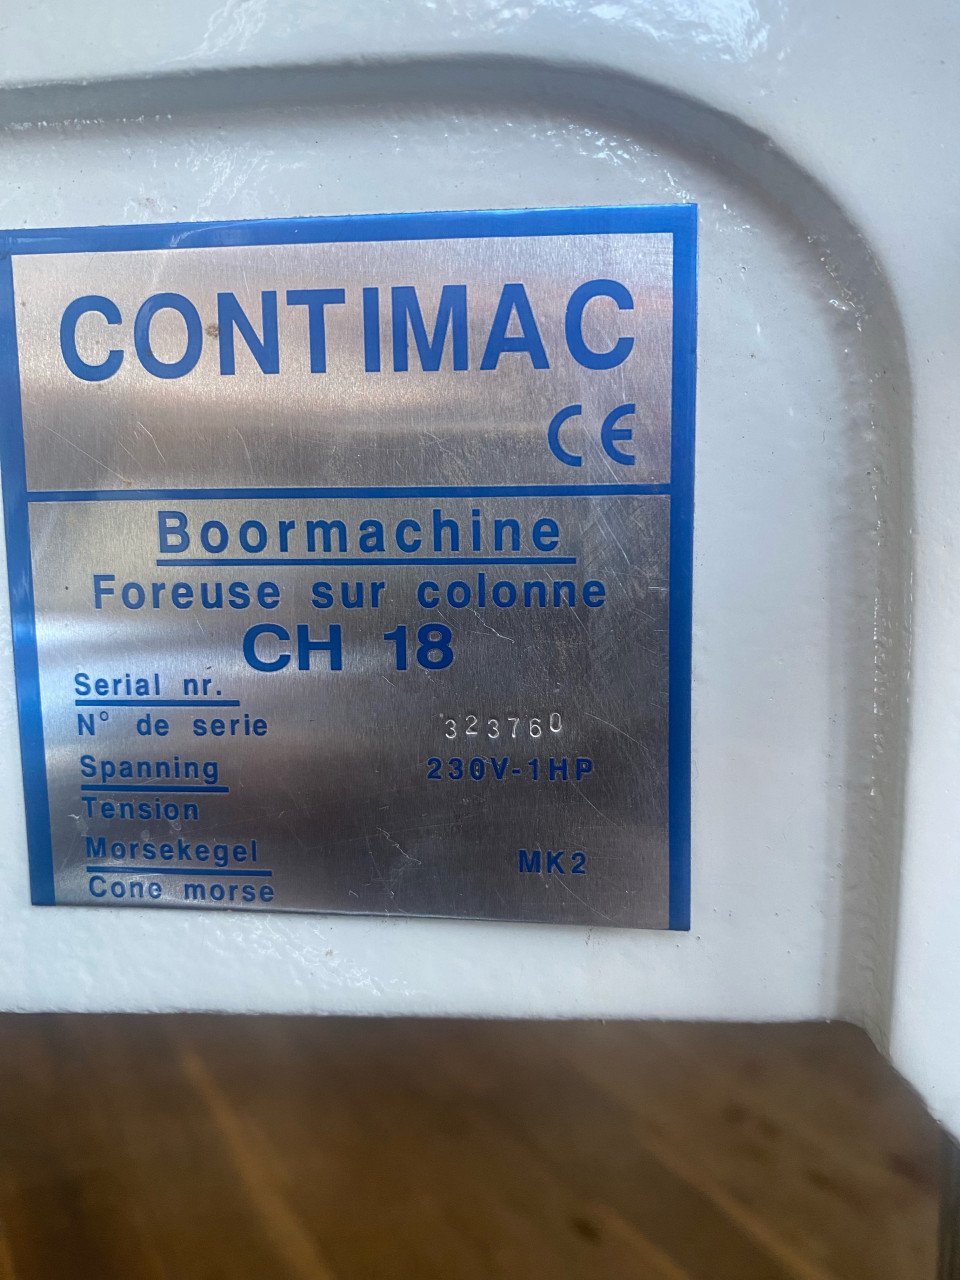 CONTIMAC
CE
Boormachine
Foreuse sur colonne
CH 18
Serial nr.
N° de serie 323760
Spanning 230V-1HP
Tension
Morsekegel MK2
Cone morse